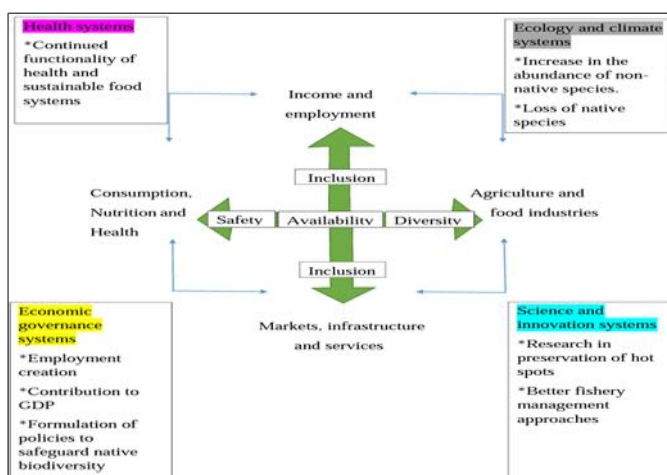 Health systems
*Continued
functionality of
health and
sustainable food
systems
Ecology and climate
systems
*Increase in the
abundance of non-
native species.
*Loss of native
species
Income and
employment
Inclusion
Consumption,
Nutrition and
Health
Safety
Availability
Diversity
Agriculture and
food industries
Inclusion
Markets, infrastructure
and services
Economic
governance
systems
*Employment
creation
*Contribution to
GDP
*Formulation of
policies to
safeguard native
biodiversity
Science and
innovation systems
*Research in
preservation of hot
spots
*Better fishery
management
approaches